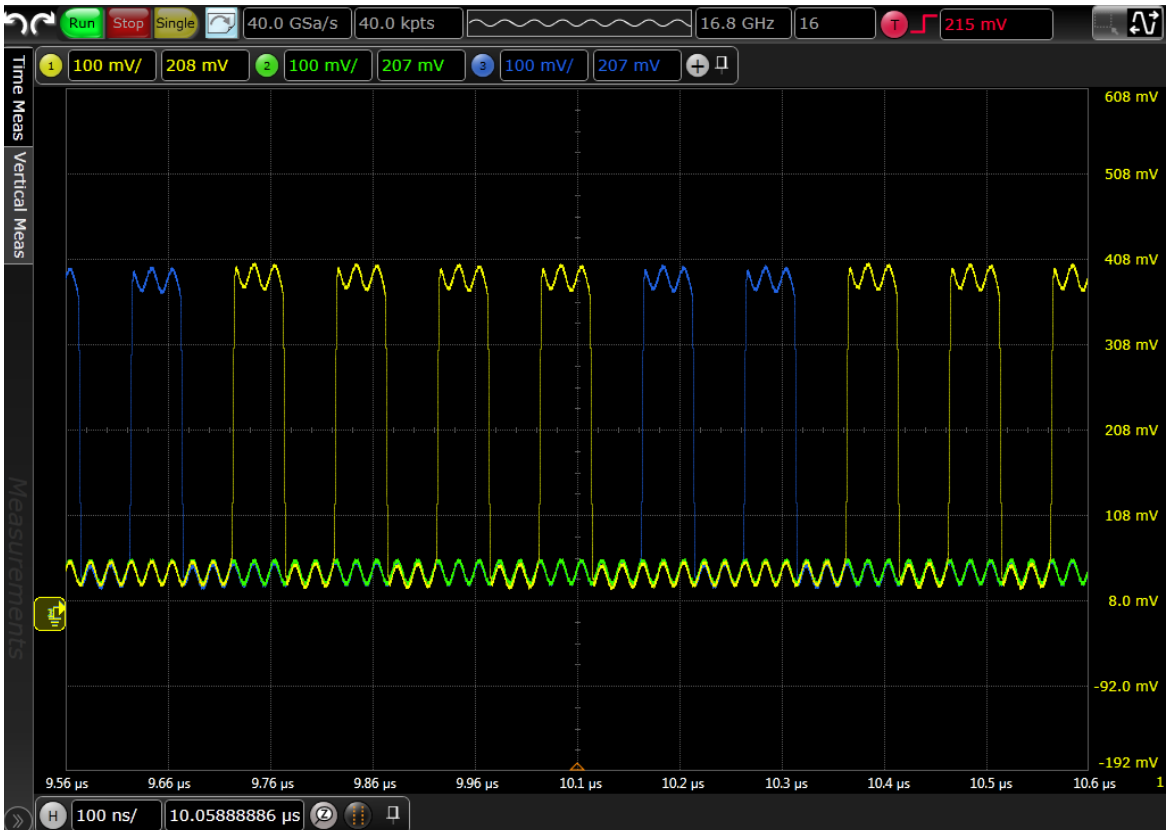 Run Stop Single 40.0 GSa/s 40.0 kpts 16.8 GHz 16 T 215 mV
1 100 mV/ 208 mV 2 100 mV/ 207 mV 3 100 mV/ 207 mV
Time Meas
Vertical Meas
Measurements
608 mV
508 mV
408 mV
308 mV
208 mV
108 mV
8.0 mV
-92.0 mV
-192 mV
9.56 µs 9.66 µs 9.76 µs 9.86 µs 9.96 µs 10.1 µs 10.2 µs 10.3 µs 10.4 µs 10.5 µs 10.6 µs 1
H 100 ns/ 10.05888886 µs Z